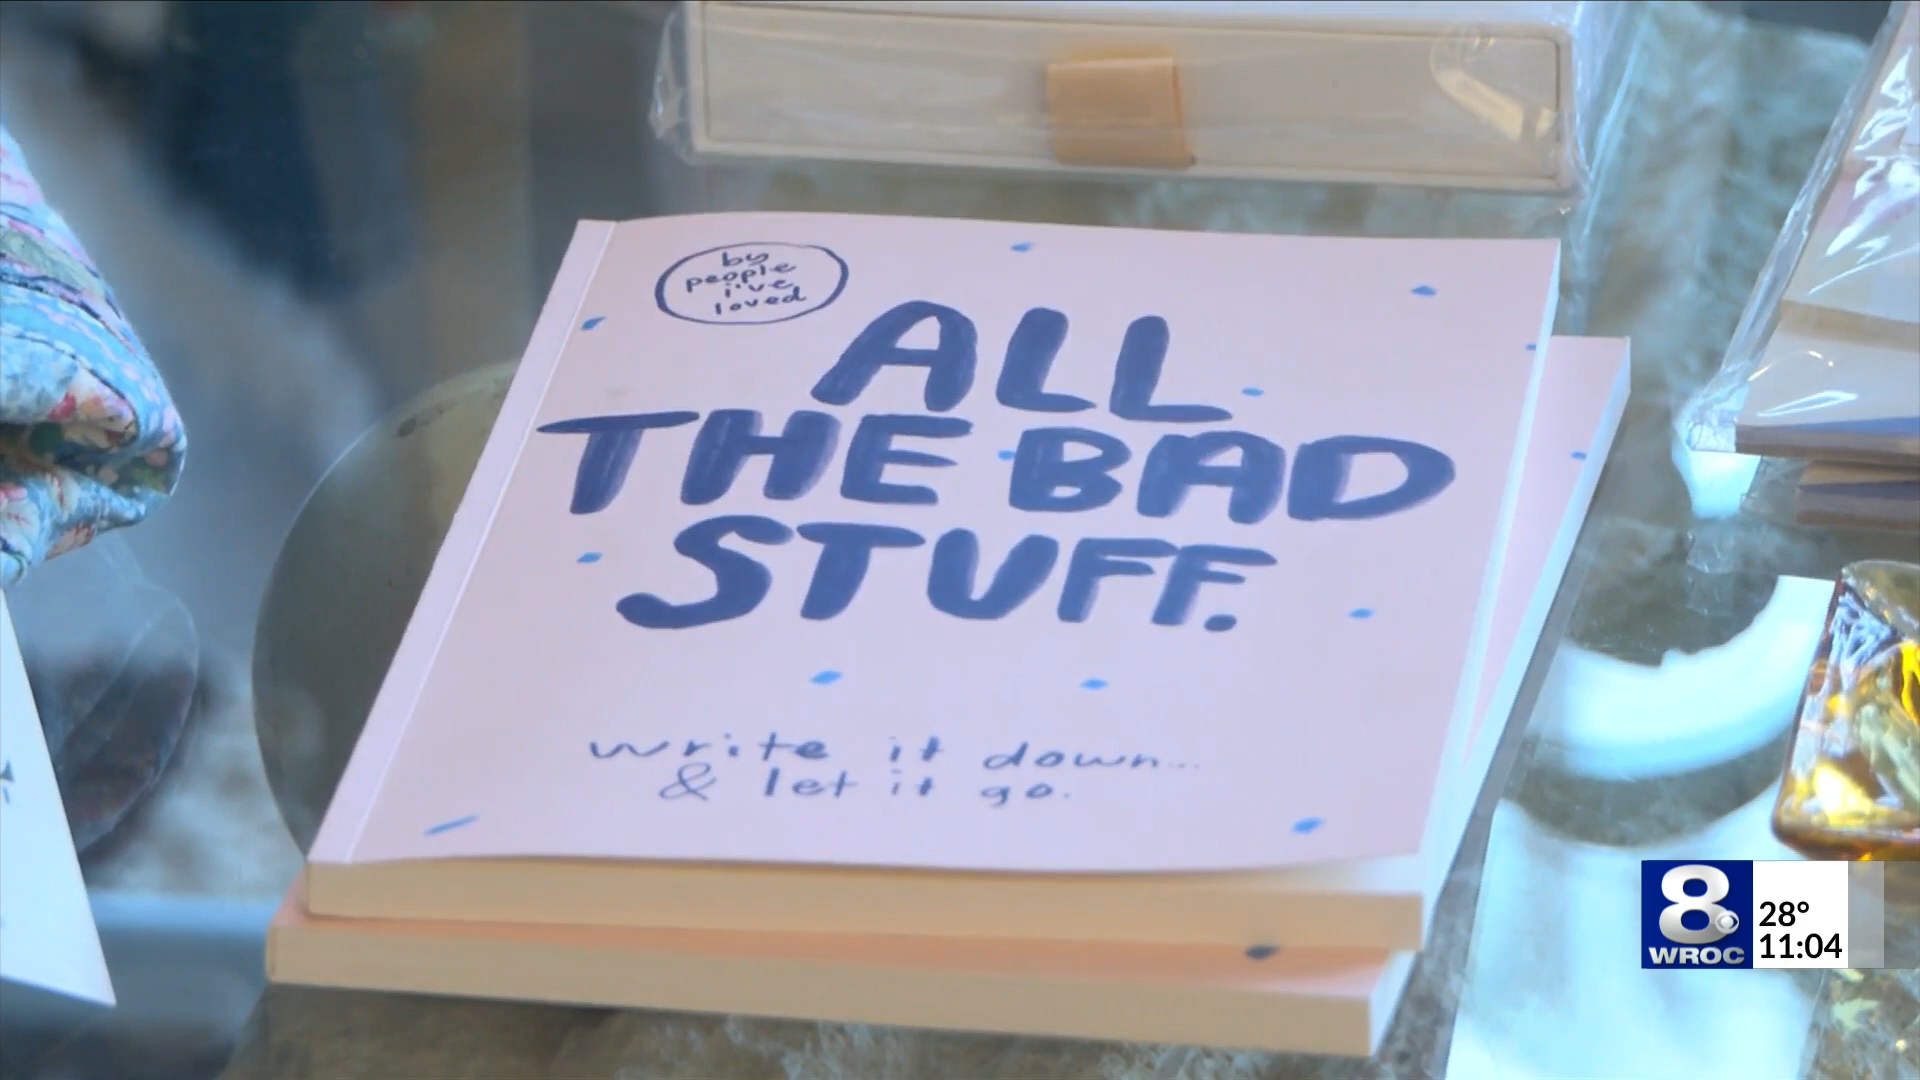 by
people
i've
loved
ALL
THE BAD
STUFF.
write it down...
& let it go.
8
WROC
28°
11:04